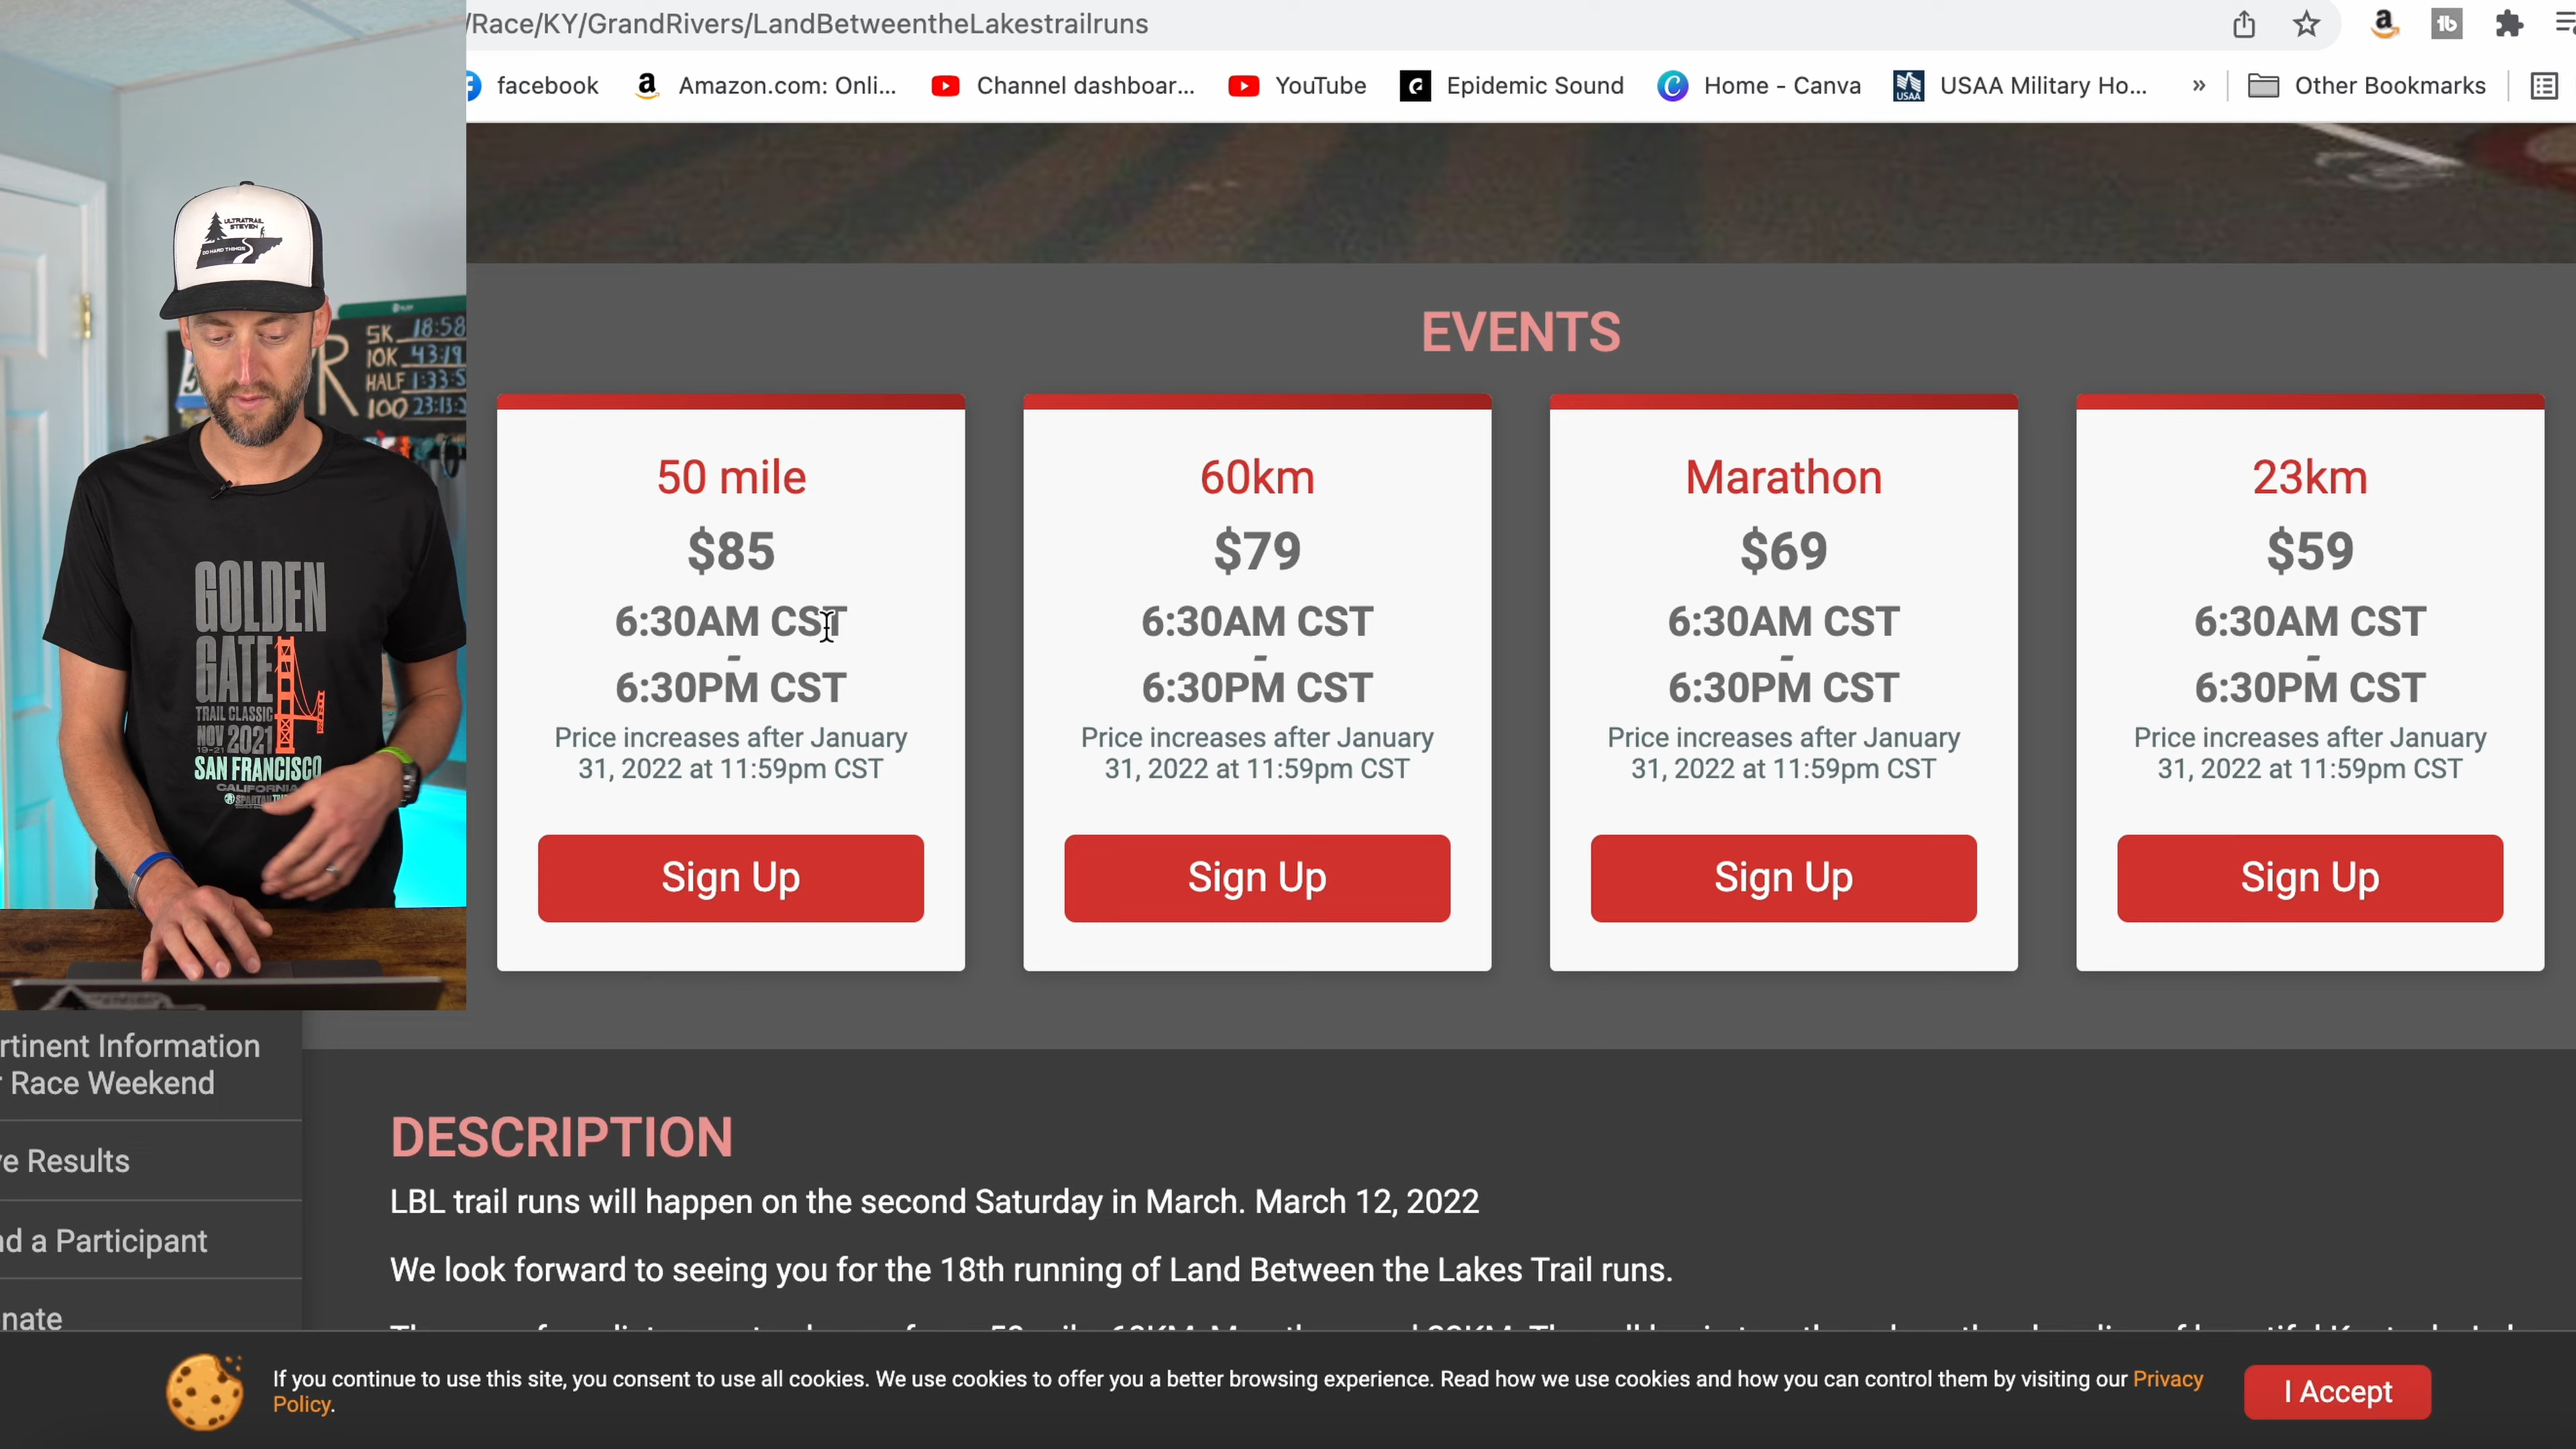 /Race/KY/GrandRivers/LandBetweentheLakestrailruns
facebook
Amazon.com: Onli...
Channel dashboar...
YouTube
Epidemic Sound
Home - Canva
USAA Military Ho...
»
Other Bookmarks
EVENTS
50 mile
$85
6:30AM CST
-
6:30PM CST
Price increases after January
31, 2022 at 11:59pm CST
Sign Up
60km
$79
6:30AM CST
-
6:30PM CST
Price increases after January
31, 2022 at 11:59pm CST
Sign Up
Marathon
$69
6:30AM CST
-
6:30PM CST
Price increases after January
31, 2022 at 11:59pm CST
Sign Up
23km
$59
6:30AM CST
-
6:30PM CST
Price increases after January
31, 2022 at 11:59pm CST
Sign Up
ULTRATRAIL
STEVEN
DO HARD THINGS
5K 18:58
10K 43:19
HALF 1:33:5
100 23:13:2
GOLDEN
GATE
TRAIL CLASSIC
NOV 2021
19-21
SAN FRANCISCO
CALIFORNIA
SPARTAN
rtinent Information
r Race Weekend
ve Results
nd a Participant
nate
DESCRIPTION
LBL trail runs will happen on the second Saturday in March. March 12, 2022
We look forward to seeing you for the 18th running of Land Between the Lakes Trail runs.
If you continue to use this site, you consent to use all cookies. We use cookies to offer you a better browsing experience. Read how we use cookies and how you can control them by visiting our Privacy
Policy.
I Accept